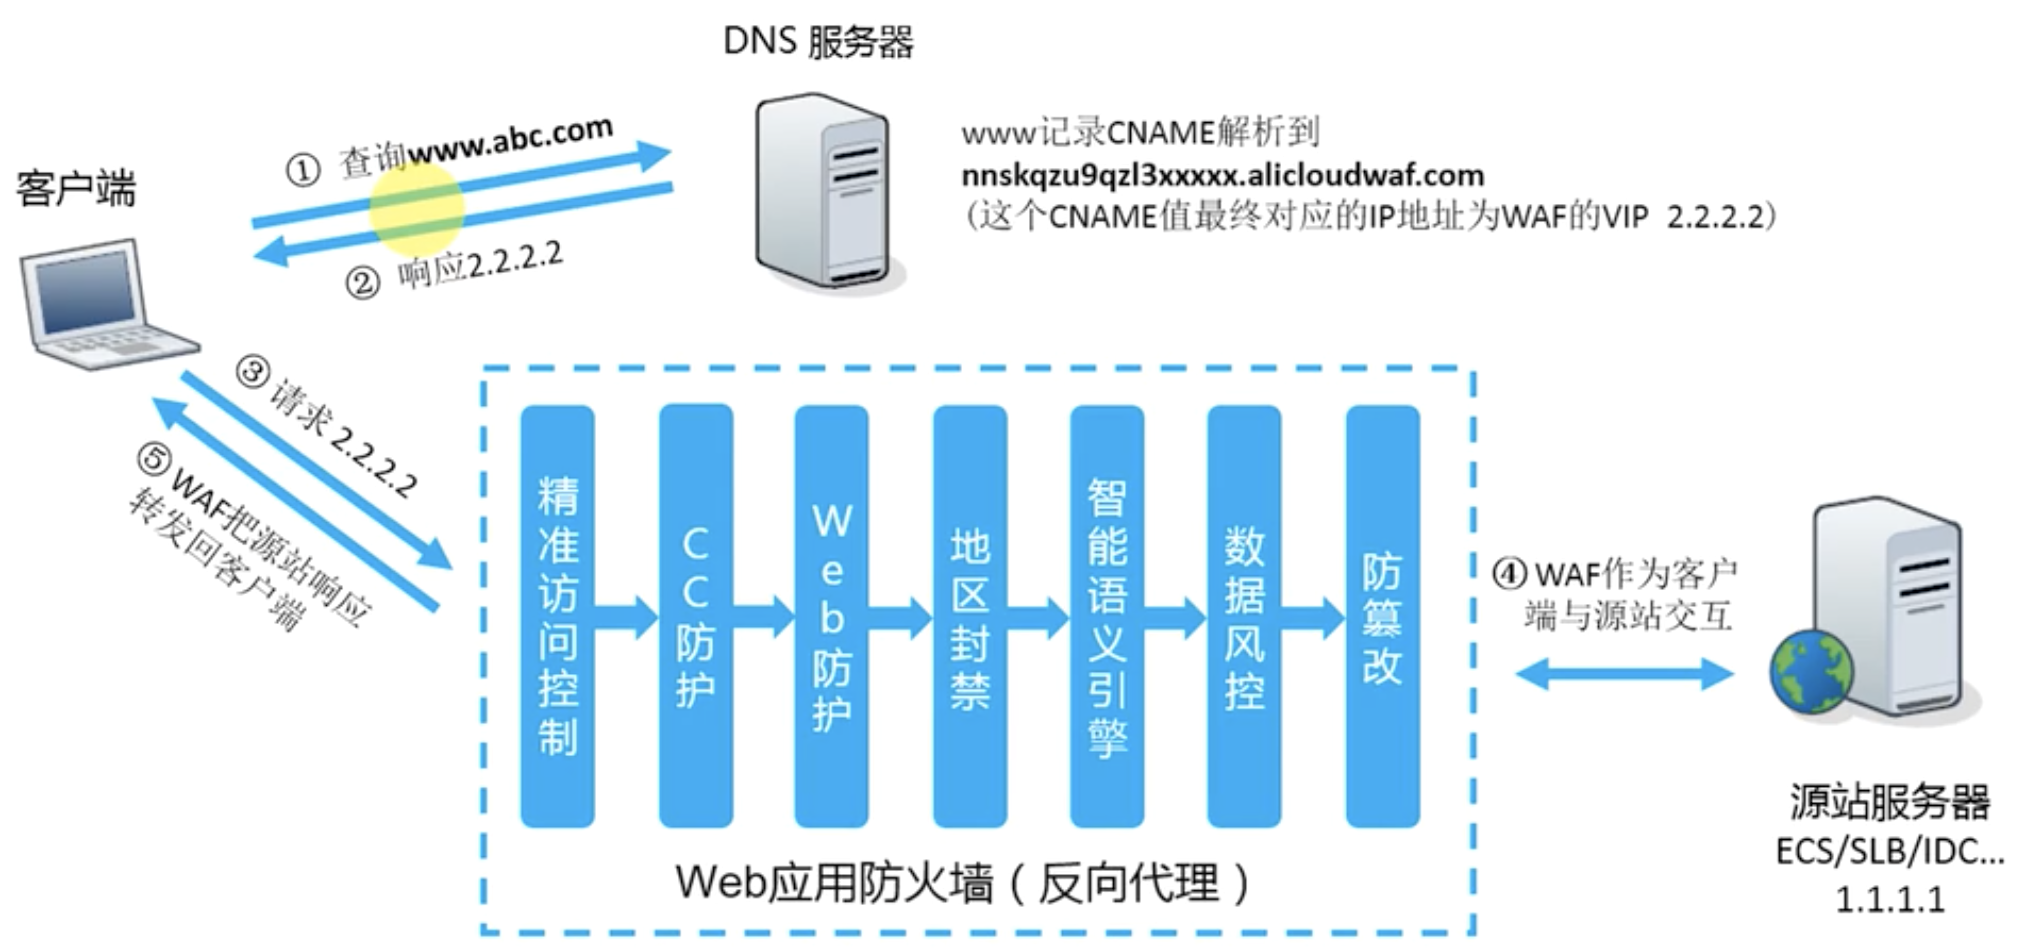 DNS 服务器
www记录CNAME解析到
nnskqzu9qzl3xxxxx.alicloudwaf.com
(这个CNAME值最终对应的IP地址为WAF的VIP 2.2.2.2)
客户端
① 查询www.abc.com
② 响应2.2.2.2
③ 请求 2.2.2.2
⑤ WAF把源站响应
转发回客户端
精准访问控制
CC防护
Web防护
地区封禁
智能语义引擎
数据风控
防篡改
Web应用防火墙（反向代理）
④ WAF作为客户
端与源站交互
源站服务器
ECS/SLB/IDC...
1.1.1.1